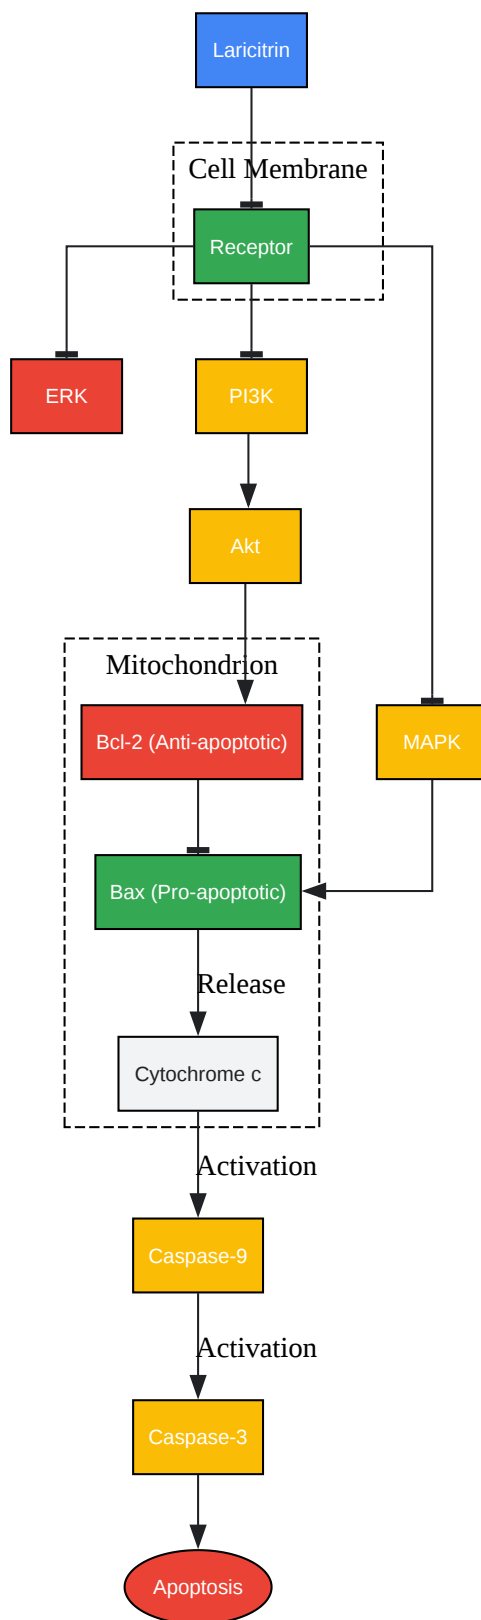 Laricitrin
Cell Membrane
Receptor
ERK
PI3K
Akt
Mitochondrion
Bcl-2 (Anti-apoptotic)
MAPK
Bax (Pro-apoptotic)
Release
Cytochrome c
Activation
Caspase-9
Activation
Caspase-3
Apoptosis